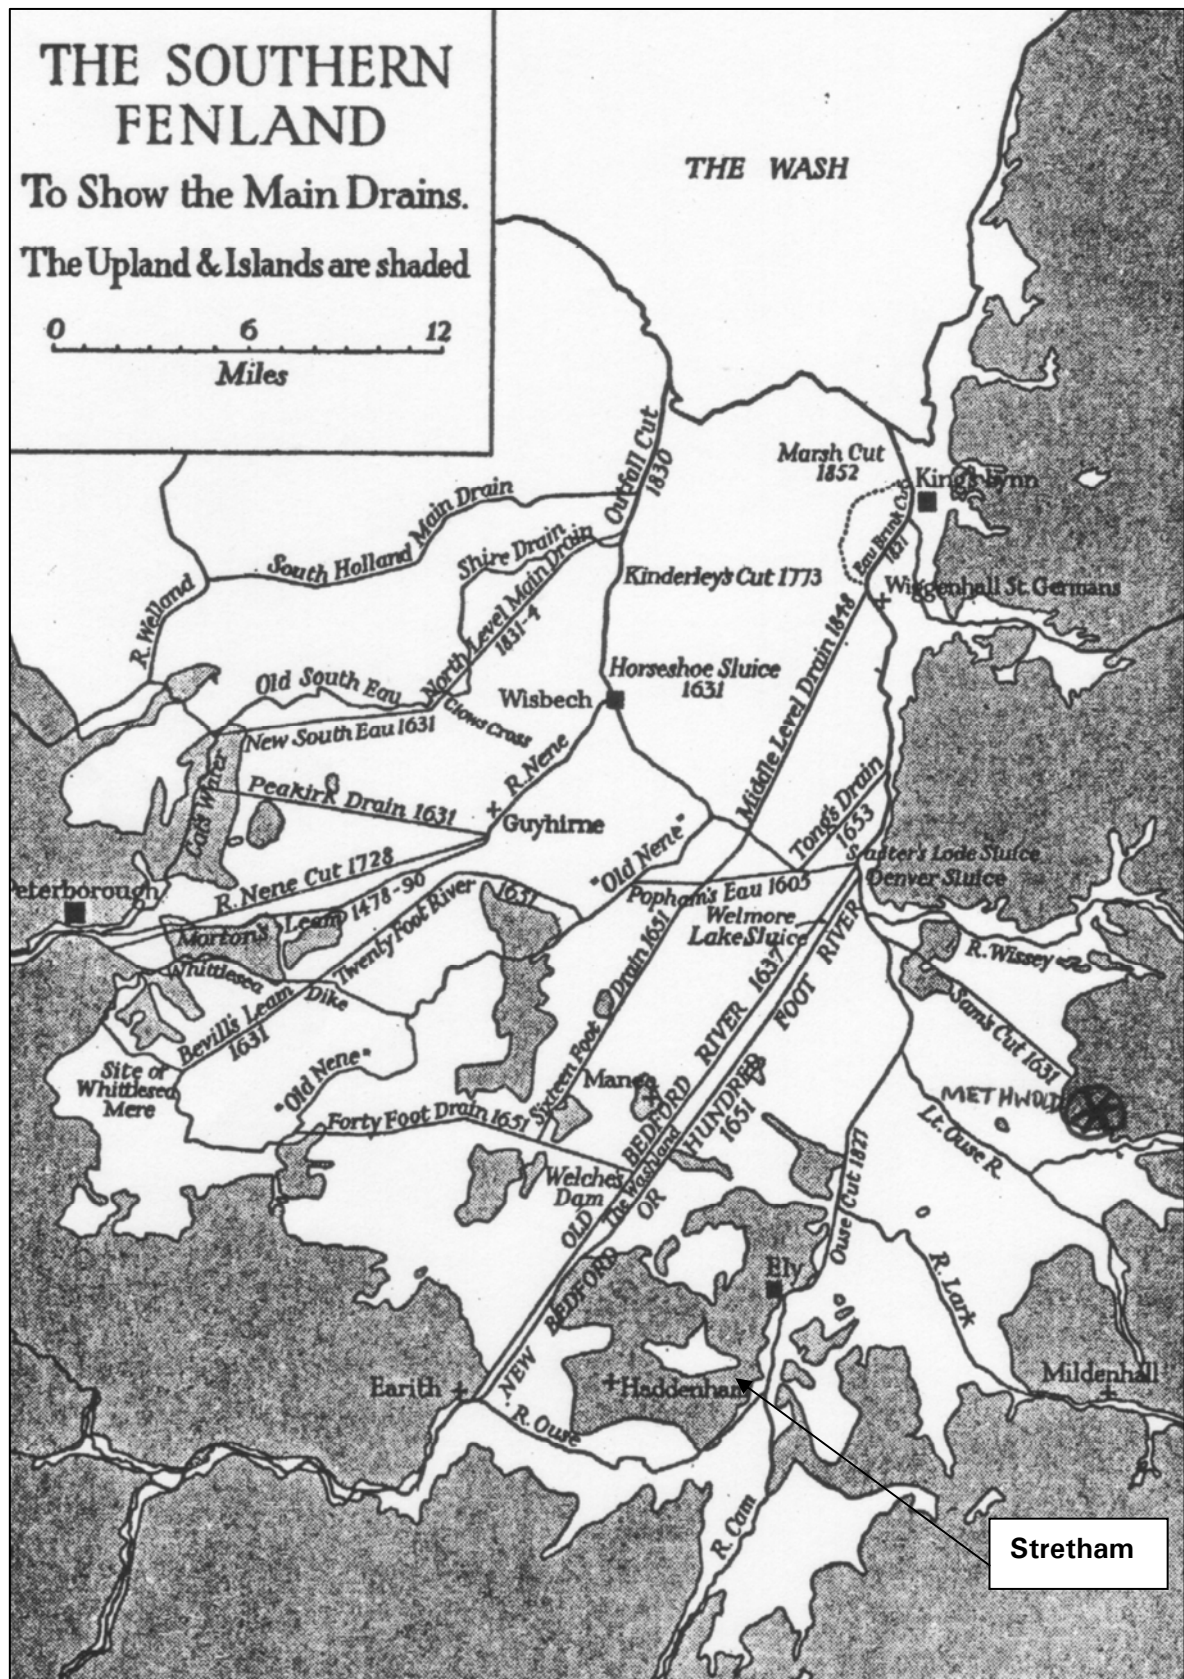 THE SOUTHERN
FENLAND
To Show the Main Drains.
The Upland & Islands are shaded
0 6 12
Miles
THE WASH
Outfall Cut
1830
Marsh Cut
1852
King's Lynn
Eau Brink Cut
1821
Wiggenhall St. Germans
South Holland Main Drain
Shire Drain
North Level Main Drain
1831-4
Kinderley's Cut 1773
R. Welland
Middle Level Drain 1848
Horseshoe Sluice
1631
Wisbech
Old South Eau
Clows Cross
New South Eau 1631
R. Nene
Cat's Water
Peakirk Drain 1631
Guyhirne
Tong's Drain
1653
Salter's Lode Sluice
Denver Sluice
"Old Nene"
Popham's Eau 1605
Peterborough
R. Nene Cut 1728
Morton's Leam 1478-90
Twenty Foot River
1651
Welmore
Lake Sluice
R. Wissey
Whittlesea
Dike
Bevill's Leam
1631
Sixteen Foot Drain 1651
Sam's Cut 1631
Site of
Whittlesea
Mere
"Old Nene"
Manea
METHWOLD
OLD BEDFORD RIVER 1637
The Washland
NEW BEDFORD OR HUNDRED FOOT RIVER
1651
Forty Foot Drain 1651
Welches
Dam
Lt. Ouse R.
Ouse Cut 1827
Ely
R. Lark
Earith
Haddenham
Mildenhall
R. Ouse
R. Cam
Stretham